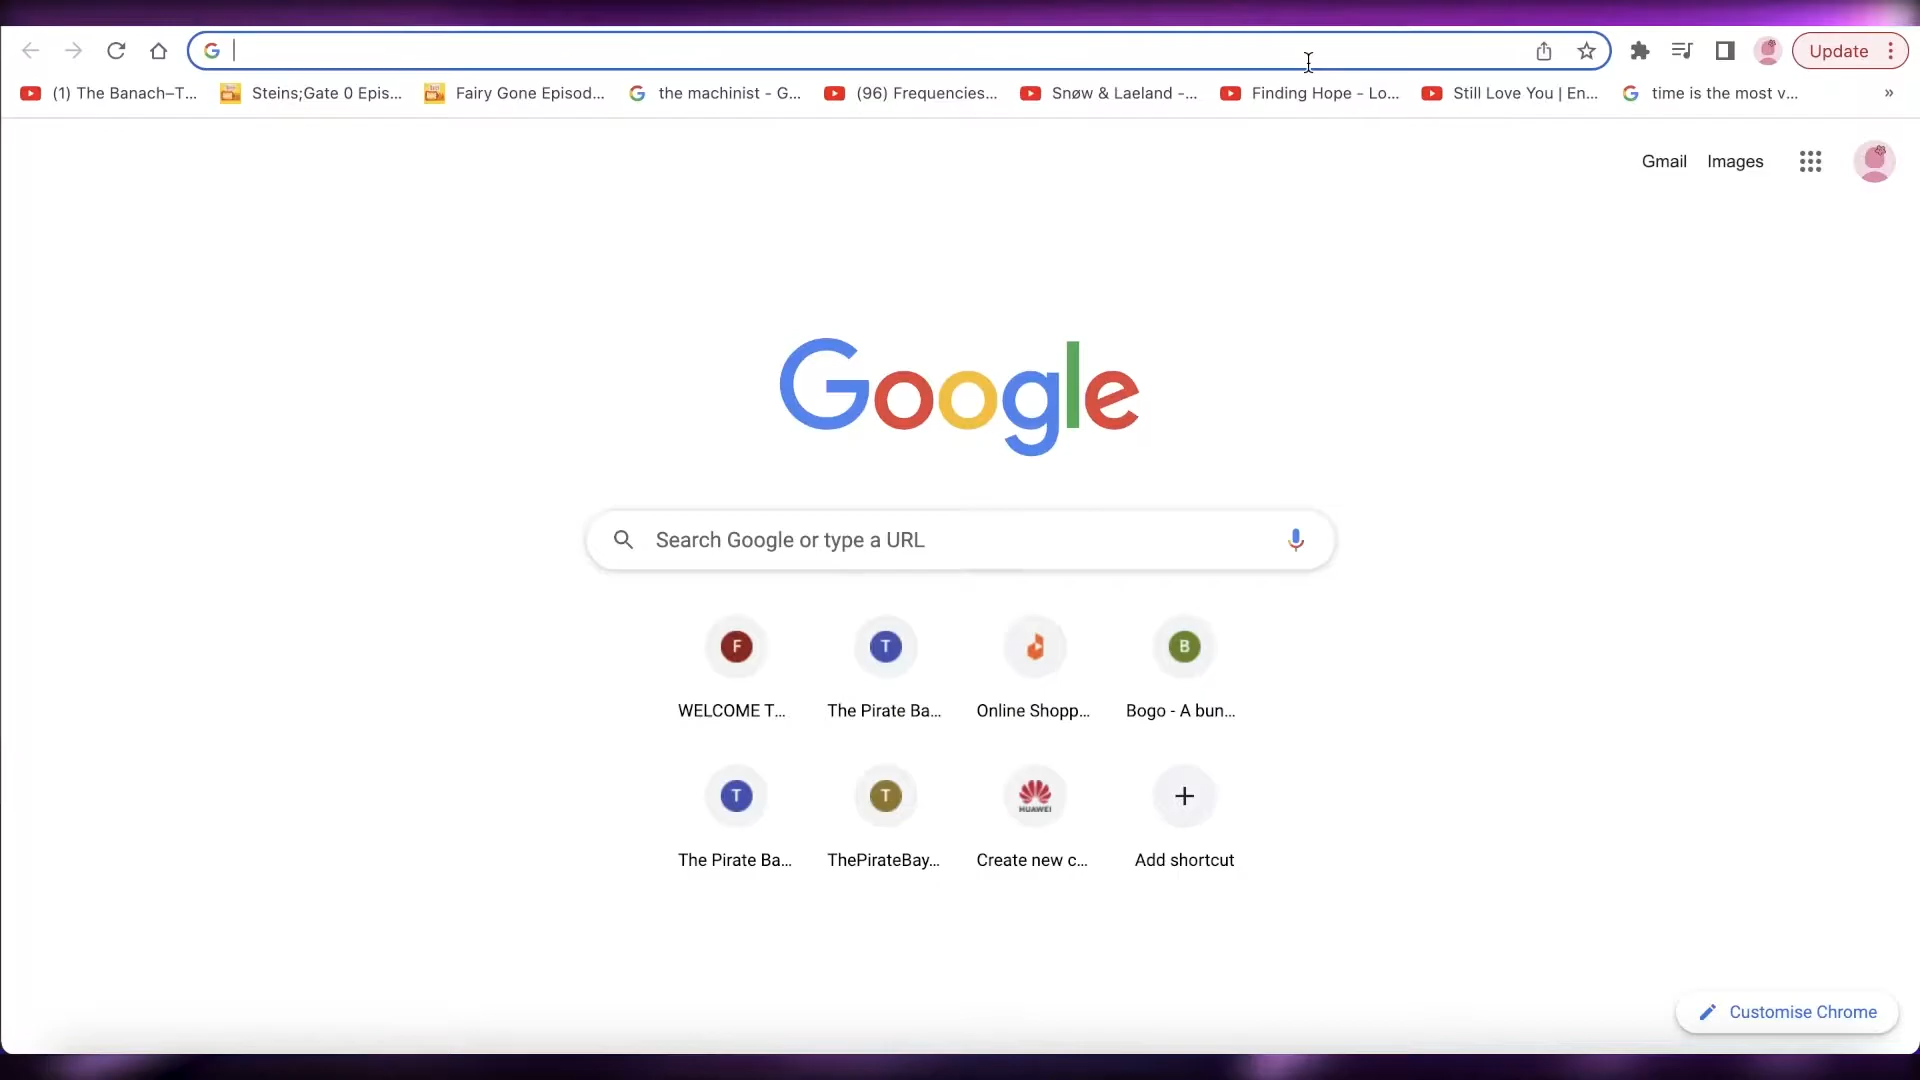 Update
(1) The Banach–T... Steins;Gate 0 Epis... Fairy Gone Episod... the machinist - G... (96) Frequencies... Snøw & Laeland -... Finding Hope - Lo... Still Love You | En... time is the most v... »
Gmail Images
Google
Search Google or type a URL
F T B
WELCOME T... The Pirate Ba... Online Shopp... Bogo - A bun...
T T HUAWEI
The Pirate Ba... ThePirateBay... Create new c... Add shortcut
Customise Chrome